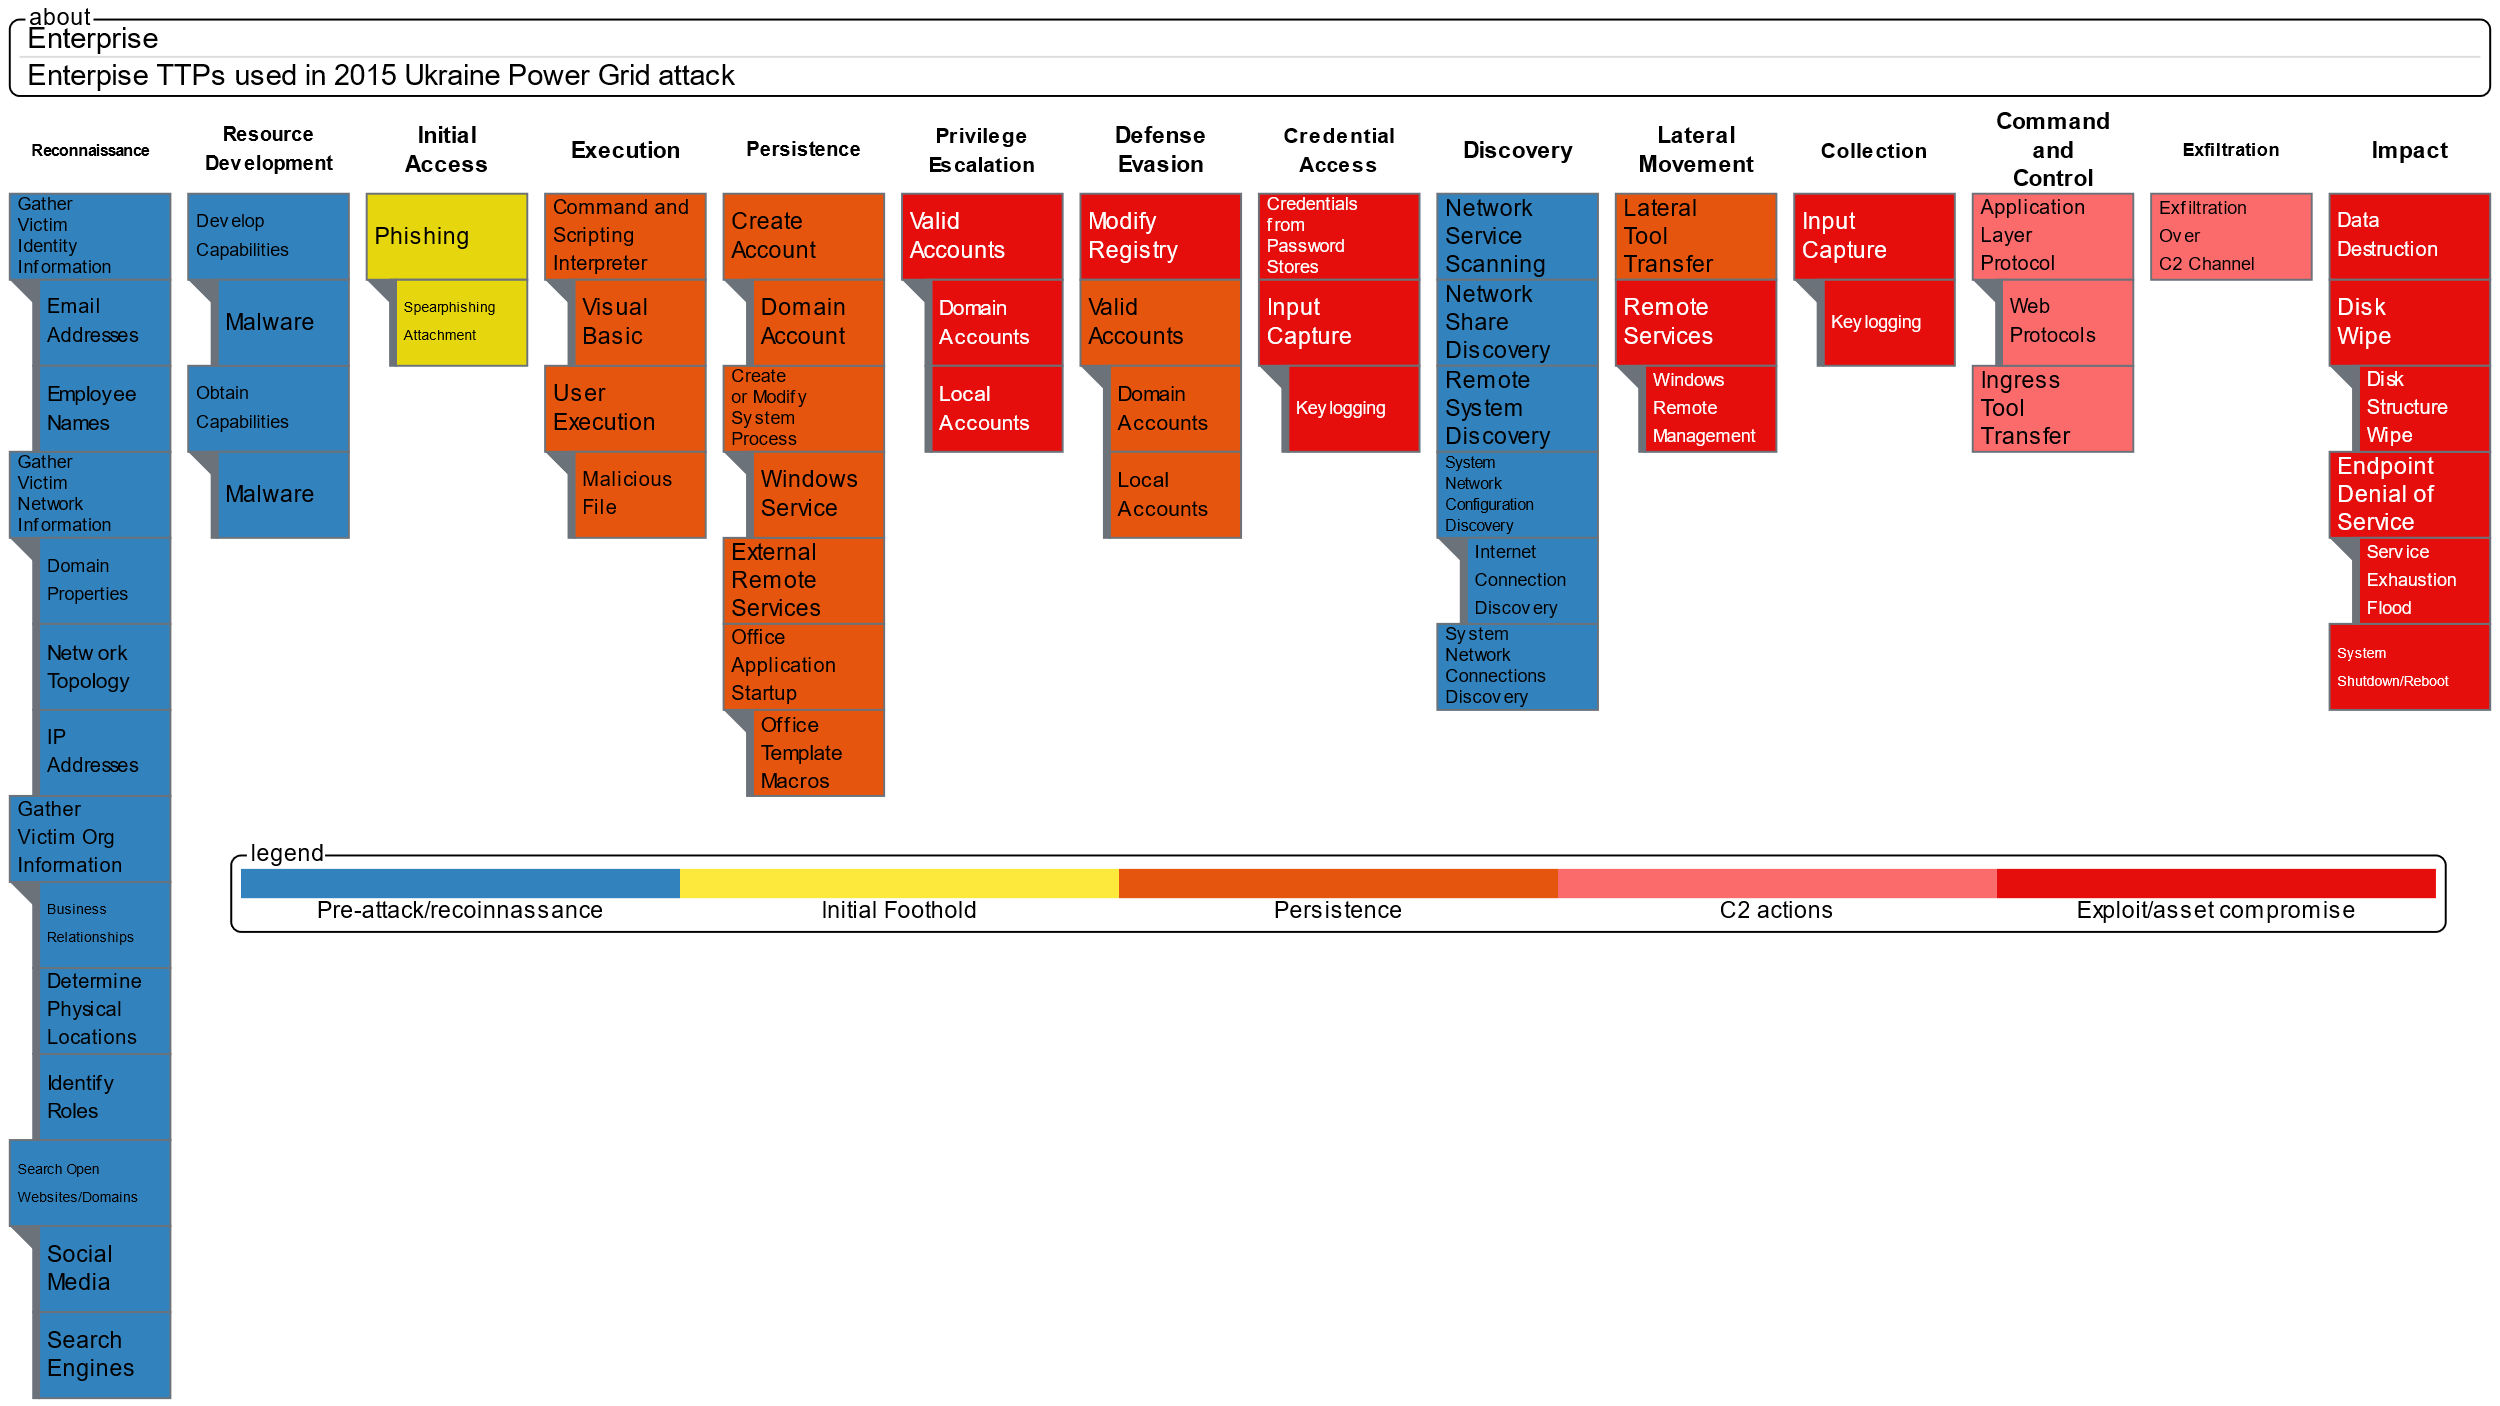 about
Enterprise
Enterpise TTPs used in 2015 Ukraine Power Grid attack
Reconnaissance
Gather
Victim
Identity
Information
Email
Addresses
Employee
Names
Gather
Victim
Network
Information
Domain
Properties
Network
Topology
IP
Addresses
Gather
Victim Org
Information
Business
Relationships
Determine
Physical
Locations
Identify
Roles
Search Open
Websites/Domains
Social
Media
Search
Engines
Resource
Development
Develop
Capabilities
Malware
Obtain
Capabilities
Malware
Initial
Access
Phishing
Spearphishing
Attachment
Execution
Command and
Scripting
Interpreter
Visual
Basic
User
Execution
Malicious
File
Persistence
Create
Account
Domain
Account
Create
or Modify
System
Process
Windows
Service
External
Remote
Services
Office
Application
Startup
Office
Template
Macros
Privilege
Escalation
Valid
Accounts
Domain
Accounts
Local
Accounts
Defense
Evasion
Modify
Registry
Valid
Accounts
Domain
Accounts
Local
Accounts
Credential
Access
Credentials
from
Password
Stores
Input
Capture
Keylogging
Discovery
Network
Service
Scanning
Network
Share
Discovery
Remote
System
Discovery
System
Network
Configuration
Discovery
Internet
Connection
Discovery
System
Network
Connections
Discovery
Lateral
Movement
Lateral
Tool
Transfer
Remote
Services
Windows
Remote
Management
Collection
Input
Capture
Keylogging
Command
and
Control
Application
Layer
Protocol
Web
Protocols
Ingress
Tool
Transfer
Exfiltration
Exfiltration
Over
C2 Channel
Impact
Data
Destruction
Disk
Wipe
Disk
Structure
Wipe
Endpoint
Denial of
Service
Service
Exhaustion
Flood
System
Shutdown/Reboot
legend
Pre-attack/recoinnassance
Initial Foothold
Persistence
C2 actions
Exploit/asset compromise